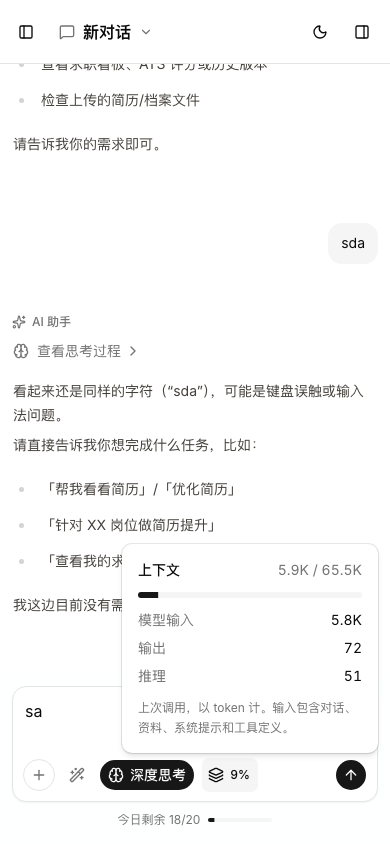 新对话
查看求职看板、ATS 评分或历史版本
检查上传的简历/档案文件
请告诉我你的需求即可。
sda
AI 助手
查看思考过程
看起来还是同样的字符（“sda”），可能是键盘误触或输入
法问题。
请直接告诉我你想完成什么任务，比如：
「帮我看看简历」/「优化简历」
「针对 XX 岗位做简历提升」
「查看我的求
我这边目前没有需
上下文 5.9K / 65.5K
模型输入 5.8K
输出 72
推理 51
上次调用，以 token 计。输入包含对话、
资料、系统提示和工具定义。
sa
深度思考 9%
今日剩余 18/20